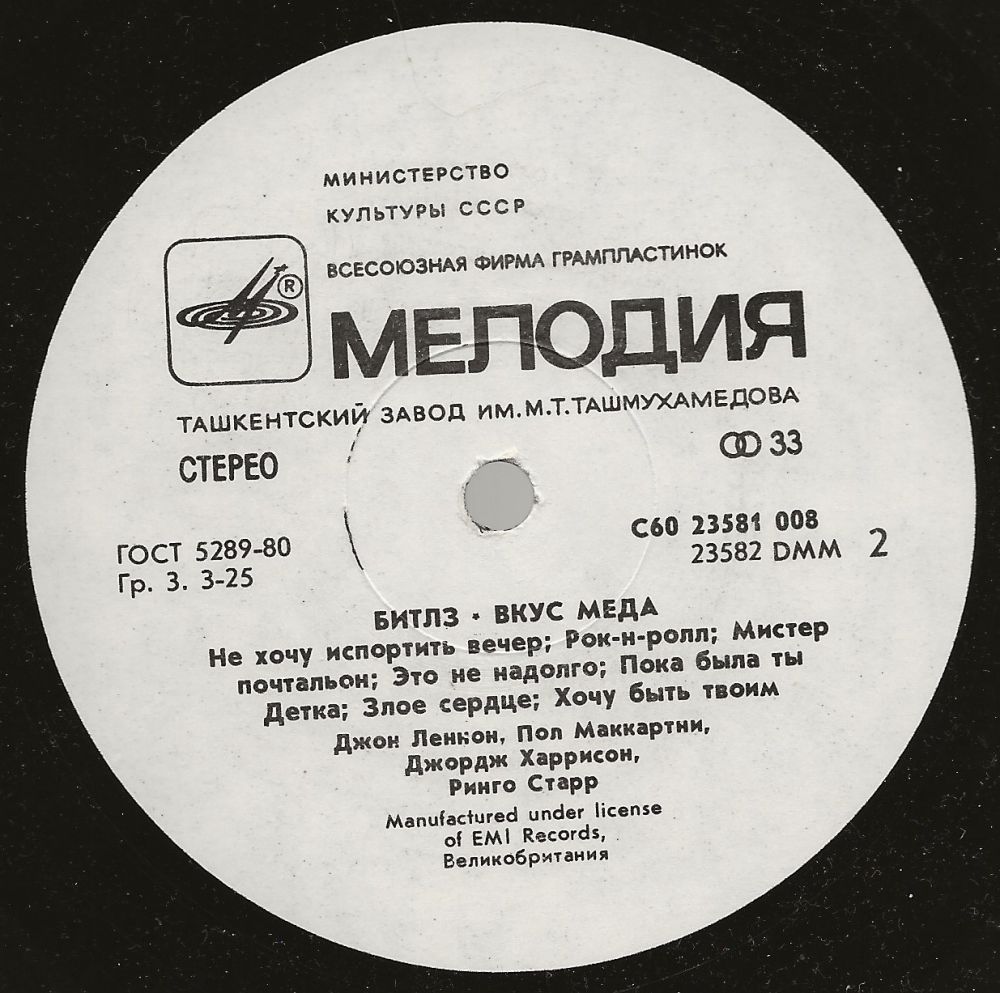 МИНИСТЕРСТВО
КУЛЬТУРЫ СССР
ВСЕСОЮЗНАЯ ФИРМА ГРАМПЛАСТИНОК
®
МЕЛОДИЯ
ТАШКЕНТСКИЙ ЗАВОД ИМ. М.Т. ТАШМУХАМЕДОВА
СТЕРЕО
33
ГОСТ 5289-80
Гр. 3. 3-25
С60 23581 008
23582 DMM 2
БИТЛЗ · ВКУС МЕДА
Не хочу испортить вечер; Рок-н-ролл; Мистер
почтальон; Это не надолго; Пока была ты
Детка; Злое сердце; Хочу быть твоим
Джон Леннон, Пол Маккартни,
Джордж Харрисон,
Ринго Старр
Manufactured under license
of EMI Records,
Великобритания